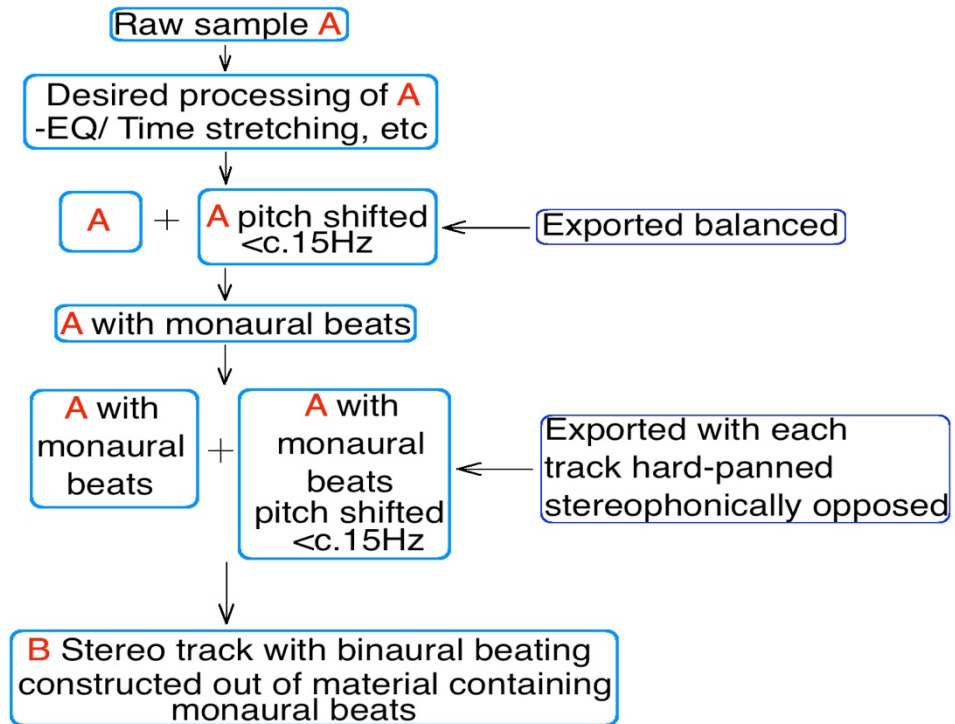 Raw sample A
Desired processing of A
-EQ/ Time stretching, etc
A
+
A pitch shifted
<c.15Hz
Exported balanced
A with monaural beats
A with
monaural
beats
+
A with
monaural
beats
pitch shifted
<c.15Hz
Exported with each
track hard-panned
stereophonically opposed
B Stereo track with binaural beating
constructed out of material containing
monaural beats